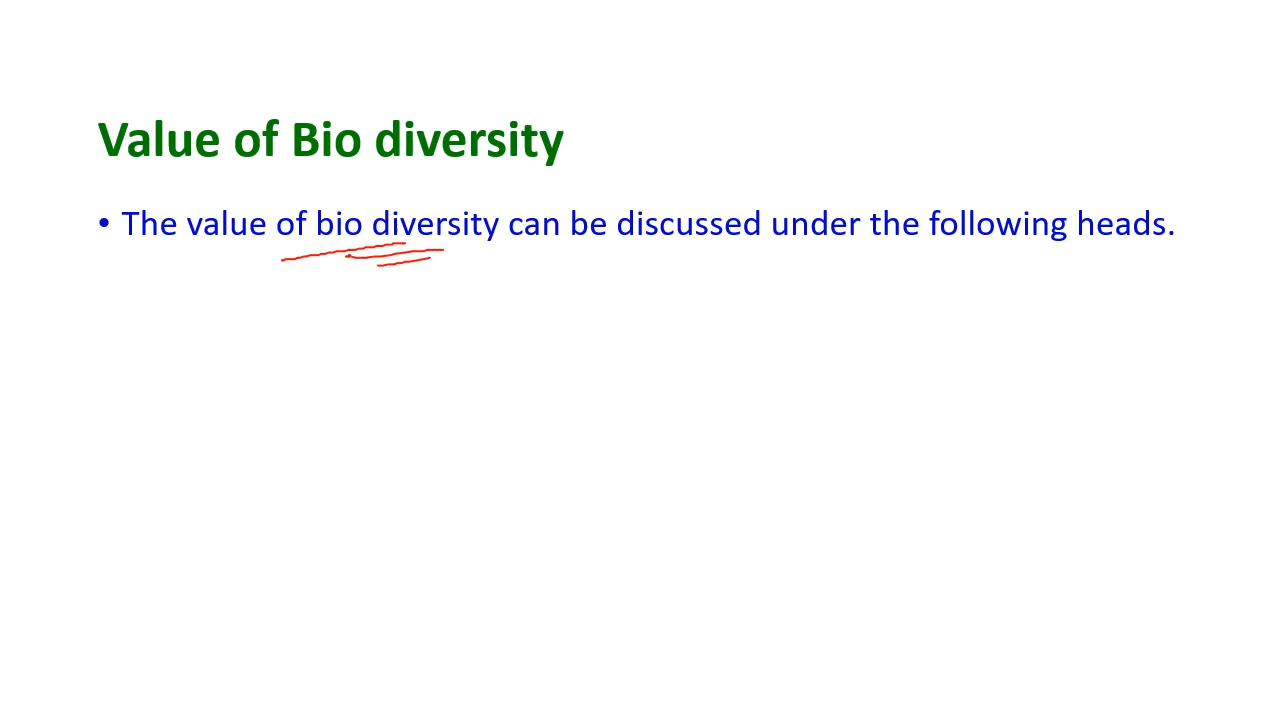 Value of Bio diversity
• The value of bio diversity can be discussed under the following heads.